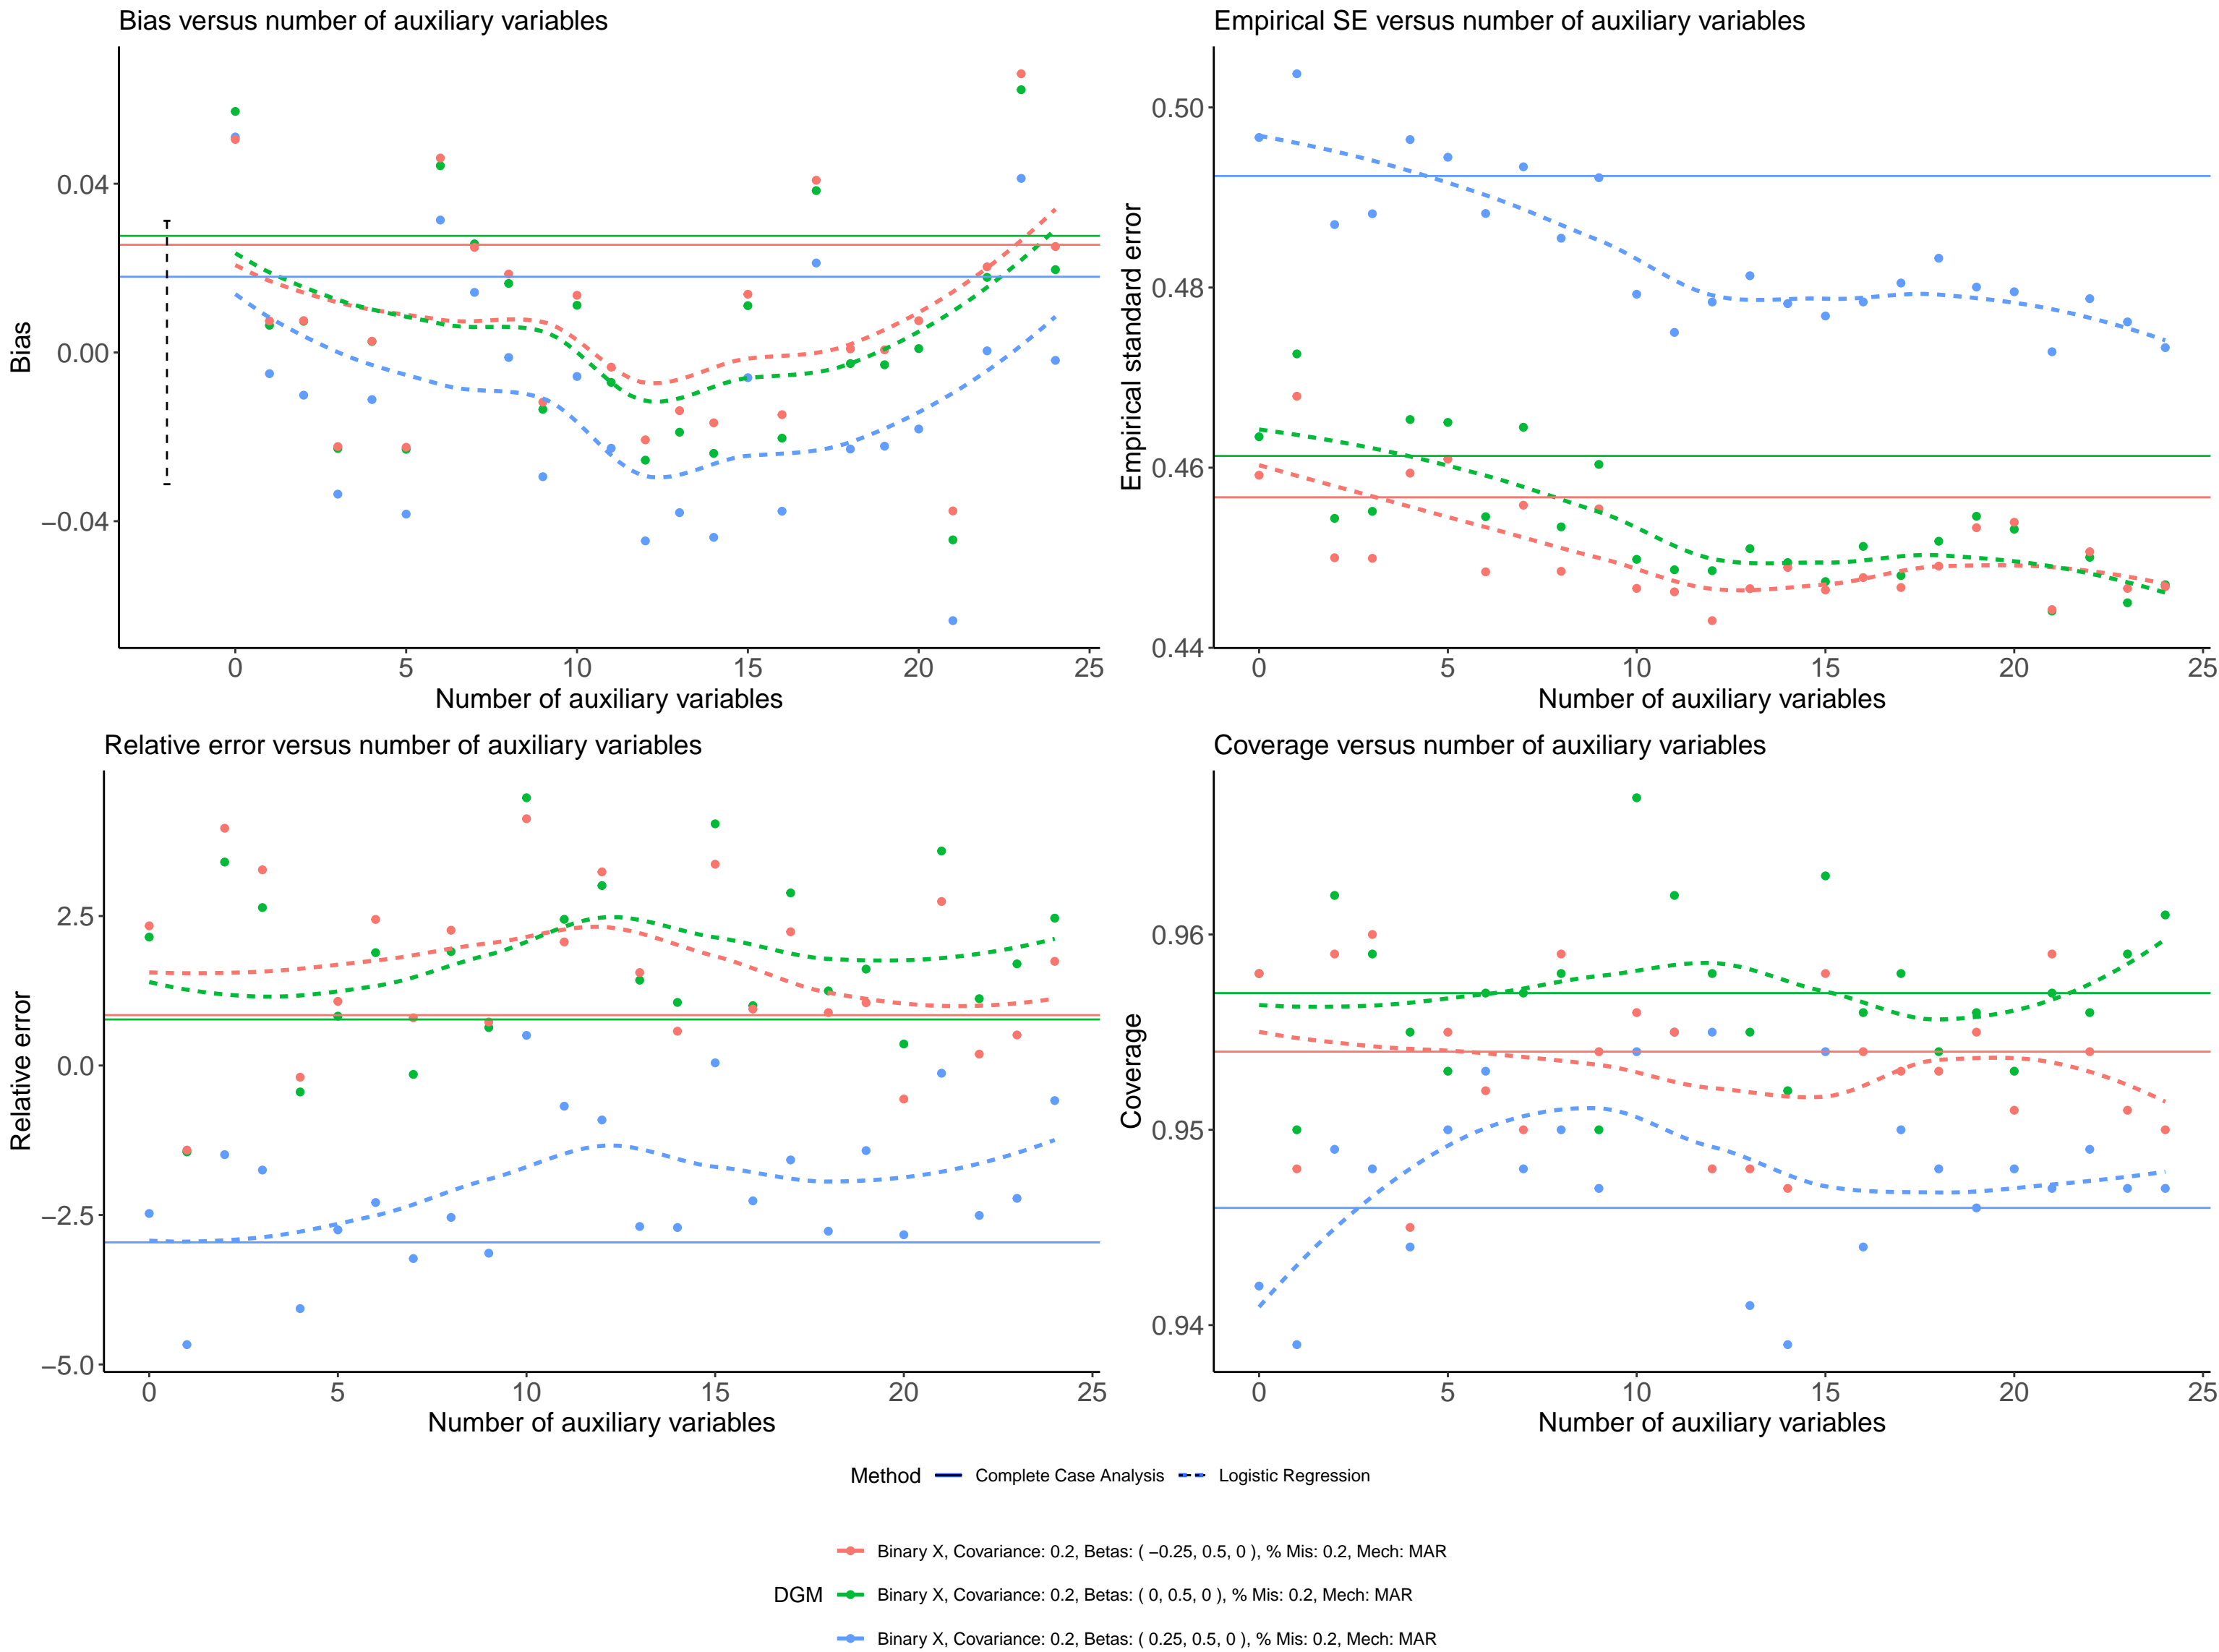 Bias versus number of auxiliary variables
Bias
0.04
0.00
−0.04
0 5 10 15 20 25
Number of auxiliary variables
Empirical SE versus number of auxiliary variables
Empirical standard error
0.50
0.48
0.46
0.44
0 5 10 15 20 25
Number of auxiliary variables
Relative error versus number of auxiliary variables
Relative error
2.5
0.0
−2.5
−5.0
0 5 10 15 20 25
Number of auxiliary variables
Coverage versus number of auxiliary variables
Coverage
0.96
0.95
0.94
0 5 10 15 20 25
Number of auxiliary variables
Method Complete Case Analysis Logistic Regression
DGM
Binary X, Covariance: 0.2, Betas: ( −0.25, 0.5, 0 ), % Mis: 0.2, Mech: MAR
Binary X, Covariance: 0.2, Betas: ( 0, 0.5, 0 ), % Mis: 0.2, Mech: MAR
Binary X, Covariance: 0.2, Betas: ( 0.25, 0.5, 0 ), % Mis: 0.2, Mech: MAR